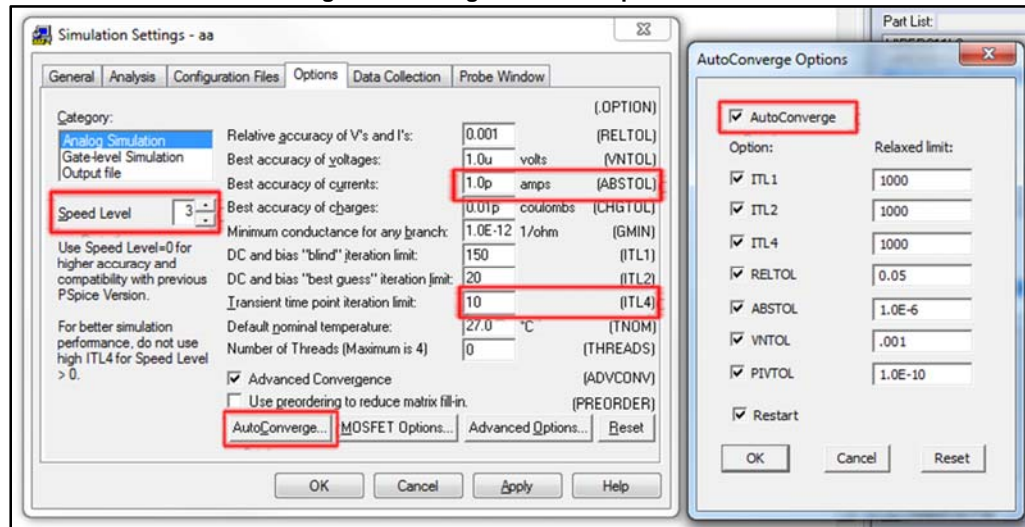 Simulation Settings - aa
General Analysis Configuration Files Options Data Collection Probe Window
Category:
Analog Simulation
Gate-level Simulation
Output file
Speed Level 3
Use Speed Level=0 for
higher accuracy and
compatibility with previous
PSpice Version.
For better simulation
performance, do not use
high ITL4 for Speed Level
> 0.
(.OPTION)
Relative accuracy of V's and I's: 0.001 (RELTOL)
Best accuracy of voltages: 1.0u volts (VNTOL)
Best accuracy of currents: 1.0p amps (ABSTOL)
Best accuracy of charges: 0.01p coulombs (CHGTOL)
Minimum conductance for any branch: 1.0E-12 1/ohm (GMIN)
DC and bias "blind" iteration limit: 150 (ITL1)
DC and bias "best guess" iteration limit: 20 (ITL2)
Transient time point iteration limit: 10 (ITL4)
Default nominal temperature: 27.0 °C (TNOM)
Number of Threads (Maximum is 4) 0 (THREADS)
Advanced Convergence (ADVCONV)
Use preordering to reduce matrix fill-in. (PREORDER)
AutoConverge... MOSFET Options... Advanced Options... Reset
OK Cancel Apply Help
Part List:
AutoConverge Options
AutoConverge
Option: Relaxed limit:
ITL1 1000
ITL2 1000
ITL4 1000
RELTOL 0.05
ABSTOL 1.0E-6
VNTOL .001
PIVTOL 1.0E-10
Restart
OK Cancel Reset